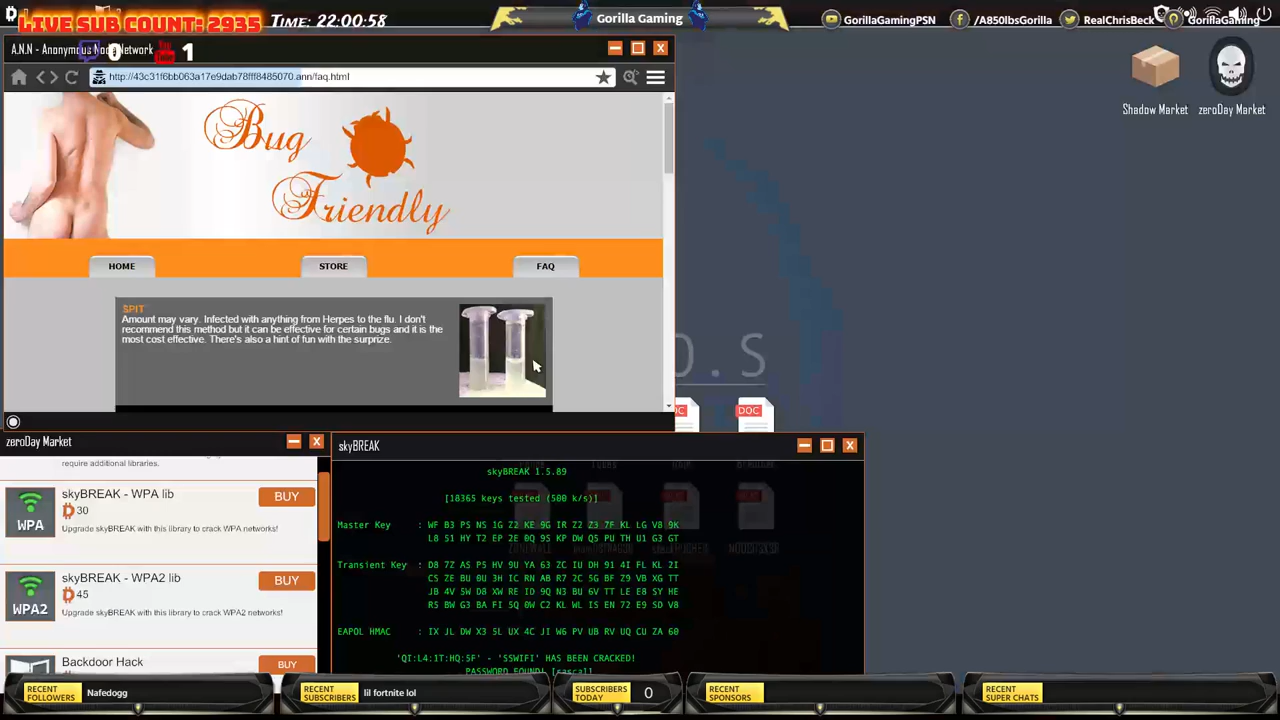 LIVE SUB COUNT: 2935
TIME: 22:00:58
Gorilla Gaming
GorillaGamingPSN
/A850lbsGorilla
RealChrisBeck
GorillaGaming
A.N.N - Anonymous Node Network
0
1
http://43c31f6bb063a17e9dab78fff8485070.ann/faq.html
Shadow Market
zeroDay Market
Bug
Friendly
HOME
STORE
FAQ
SPIT
Amount may vary. Infected with anything from Herpes to the flu. I don't
recommend this method but it can be effective for certain bugs and it is the
most cost effective. There's also a hint of fun with the surprize.
O.S
DOC
zeroDay Market
require additional libraries.
skyBREAK - WPA lib
30
BUY
WPA
Upgrade skyBREAK with this library to crack WPA networks!
skyBREAK - WPA2 lib
45
BUY
WPA2
Upgrade skyBREAK with this library to crack WPA2 networks!
Backdoor Hack
BUY
skyBREAK
skyBREAK 1.5.89
[18365 keys tested (500 k/s)]
Master Key : WF B3 PS NS 1G Z2 KE 9G IR Z2 Z3 7F KL LG V8 9K
L8 S1 HY T2 EP 2E 0Q 9S KP DW Q5 PU TH U1 G3 GT
Transient Key : D8 7Z AS P5 HV 9U YA 63 ZC IU DH 91 4I FL KL 2I
CS ZE BU 0U 3H IC RN AB R7 2C 5G BF Z9 VB XG TT
JB 4V 5W D8 XW RE ID 9Q N3 BU 6V TT LE E8 SY HE
R5 BW G3 BA FI 5Q 0W C2 KL WL IS EN 72 E9 SD V8
EAPOL HMAC : IX JL DW X3 5L UX 4C JI W6 PV UB RV UQ CU ZA 60
'QI:L4:1T:HQ:5F' - 'SSWIFI' HAS BEEN CRACKED!
PASSWORD FOUND! [rascal]
RECENT FOLLOWERS
Nafedogg
RECENT SUBSCRIBERS
lil fortnite lol
SUBSCRIBERS TODAY
0
RECENT SPONSORS
RECENT SUPER CHATS